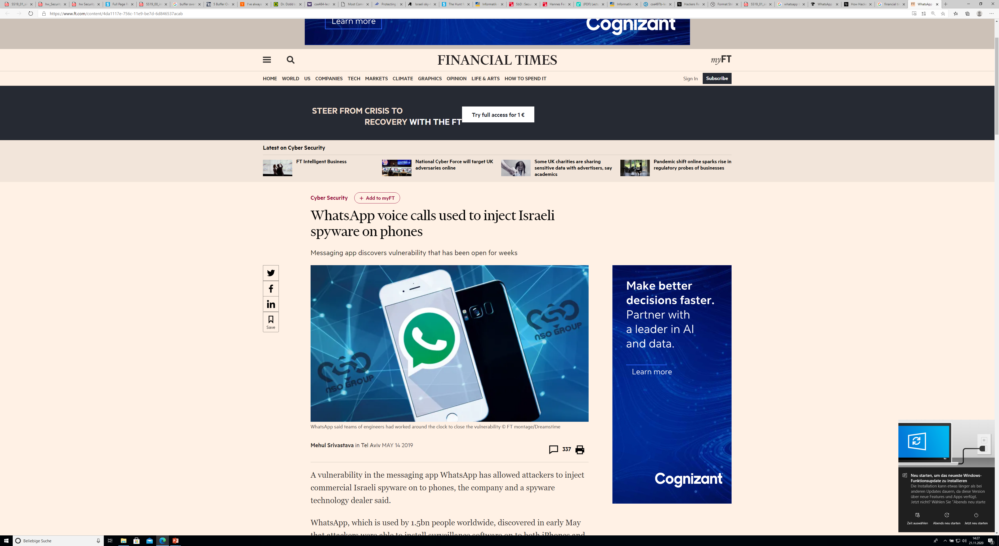 SS19_01_si
hw_Security
hw Security
Full Page R
SS19_00_in
buffer over
5 Buffer O
I've always
Dr. Dobb's
cse484-lect
Most Com
Protecting
Israeli sky-
The Hunt fo
Informatik
SbD : Secur
Hannes Fed
(PDF) Lectu
Informatik
cse497b-le
Hackers Re
Format Str
SS19_01_se
whatsapp b
WhatsApp
How Hacke
financial tim
WhatsApp
https://www.ft.com/content/4da1117e-756c-11e9-be7d-6d846537acab
Learn more
Cognizant
FINANCIAL TIMES
myFT
HOME WORLD US COMPANIES TECH MARKETS CLIMATE GRAPHICS OPINION LIFE & ARTS HOW TO SPEND IT
Sign In
Subscribe
STEER FROM CRISIS TO
RECOVERY WITH THE FT
Try full access for 1 €
Latest on Cyber Security
FT Intelligent Business
National Cyber Force will target UK
adversaries online
Some UK charities are sharing
sensitive data with advertisers, say
academics
Pandemic shift online sparks rise in
regulatory probes of businesses
Cyber Security
+ Add to myFT
WhatsApp voice calls used to inject Israeli
spyware on phones
Messaging app discovers vulnerability that has been open for weeks
Save
NSO GROUP
NSO GROUP
WhatsApp said teams of engineers had worked around the clock to close the vulnerability © FT montage/Dreamstime
Mehul Srivastava in Tel Aviv MAY 14 2019
337
A vulnerability in the messaging app WhatsApp has allowed attackers to inject
commercial Israeli spyware on to phones, the company and a spyware
technology dealer said.
WhatsApp, which is used by 1.5bn people worldwide, discovered in early May
that attackers were able to install surveillance software on to both iPhones and
Make better
decisions faster.
Partner with
a leader in AI
and data.
Learn more
Cognizant
Neu starten, um das neueste Windows-
Funktionsupdate zu installieren
Die Installation kann etwas länger als bei
anderen Updates dauern, da diese Version
über neue Features und Apps verfügt.
Jetzt nicht? Wählen Sie "Abends neu starte
Zeit auswählen
Abends neu starten
Jetzt neu starten
Beliebige Suche
14:27
21.11.2020
2